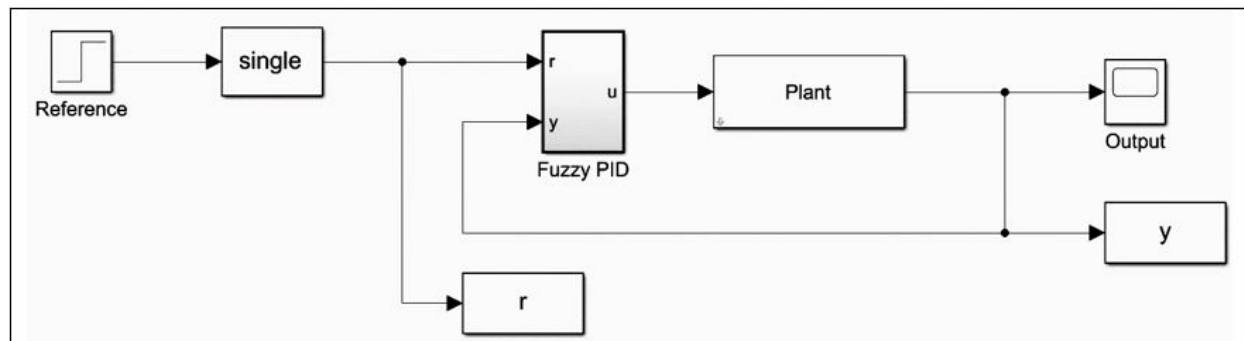 Reference
single
r
y
u
Fuzzy PID
Plant
Output
y
r